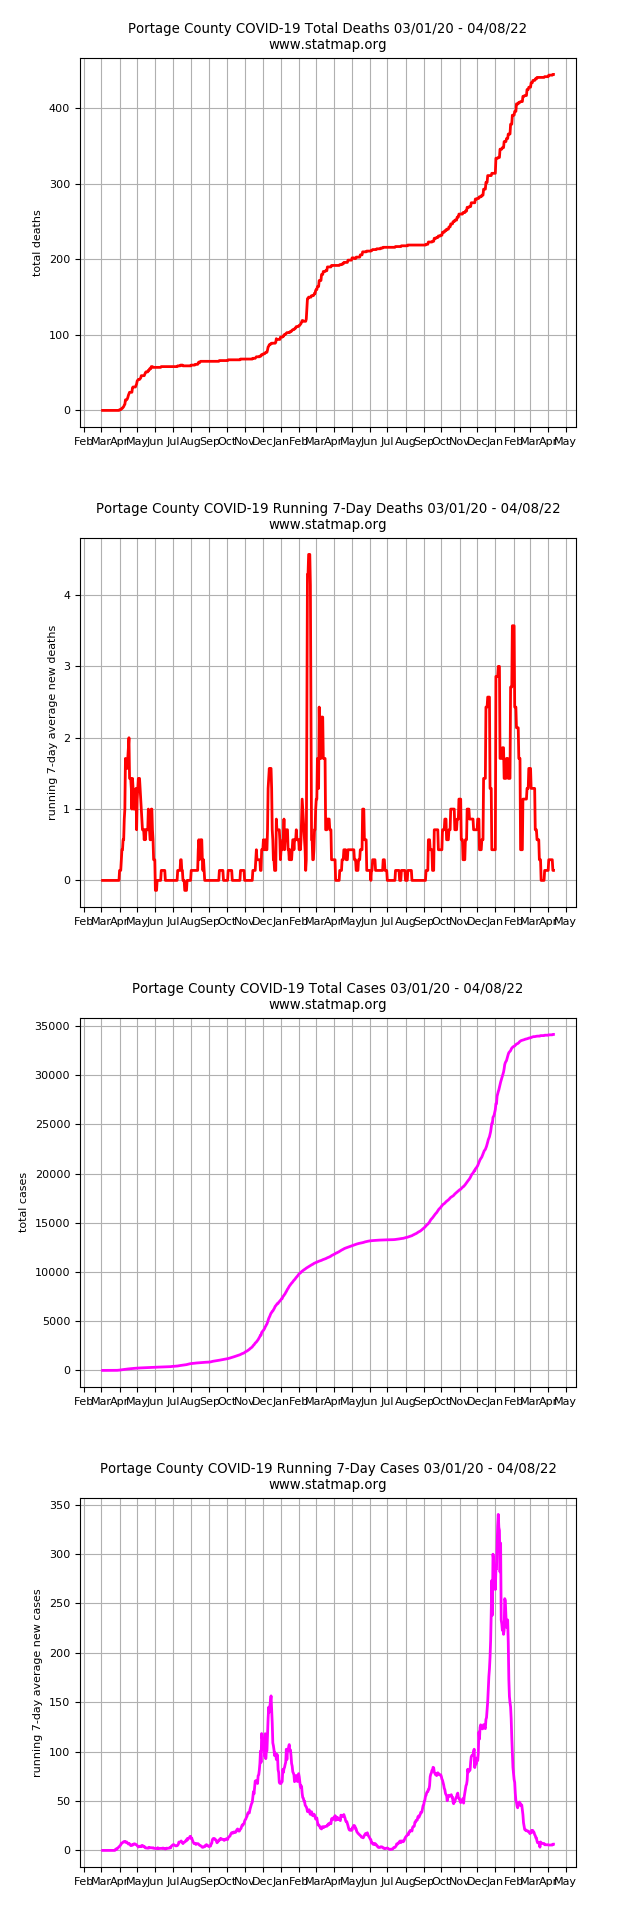 Portage County COVID-19 Total Deaths 03/01/20 - 04/08/22
www.statmap.org
400
300
200
100
0
total deaths
Feb Mar Apr May Jun Jul Aug Sep Oct Nov Dec Jan Feb Mar Apr May Jun Jul Aug Sep Oct Nov Dec Jan Feb Mar Apr May
Portage County COVID-19 Running 7-Day Deaths 03/01/20 - 04/08/22
www.statmap.org
4
3
2
1
0
running 7-day average new deaths
Feb Mar Apr May Jun Jul Aug Sep Oct Nov Dec Jan Feb Mar Apr May Jun Jul Aug Sep Oct Nov Dec Jan Feb Mar Apr May
Portage County COVID-19 Total Cases 03/01/20 - 04/08/22
www.statmap.org
35000
30000
25000
20000
15000
10000
5000
0
total cases
Feb Mar Apr May Jun Jul Aug Sep Oct Nov Dec Jan Feb Mar Apr May Jun Jul Aug Sep Oct Nov Dec Jan Feb Mar Apr May
Portage County COVID-19 Running 7-Day Cases 03/01/20 - 04/08/22
www.statmap.org
350
300
250
200
150
100
50
0
running 7-day average new cases
Feb Mar Apr May Jun Jul Aug Sep Oct Nov Dec Jan Feb Mar Apr May Jun Jul Aug Sep Oct Nov Dec Jan Feb Mar Apr May